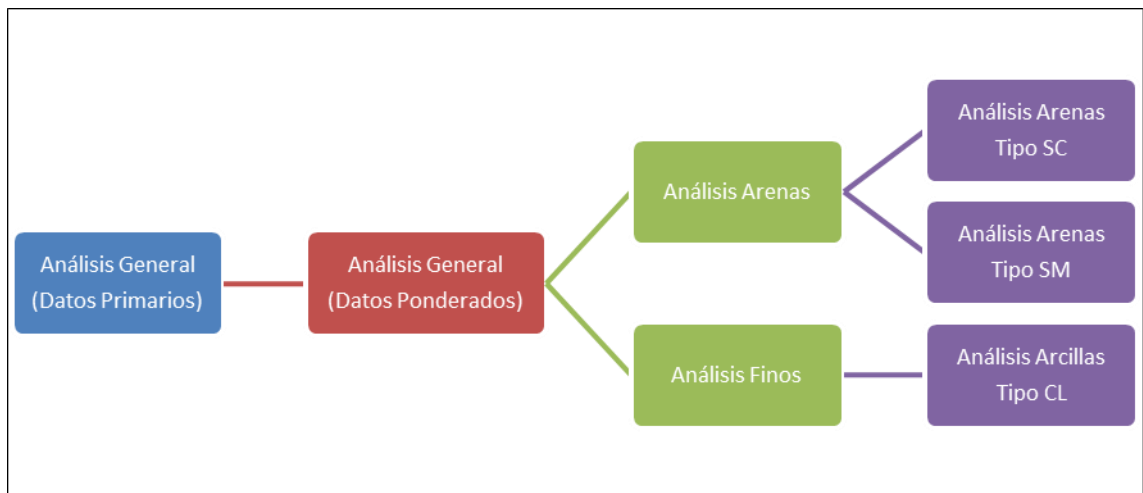 Análisis General
(Datos Primarios)
Análisis General
(Datos Ponderados)
Análisis Arenas
Análisis Finos
Análisis Arenas
Tipo SC
Análisis Arenas
Tipo SM
Análisis Arcillas
Tipo CL